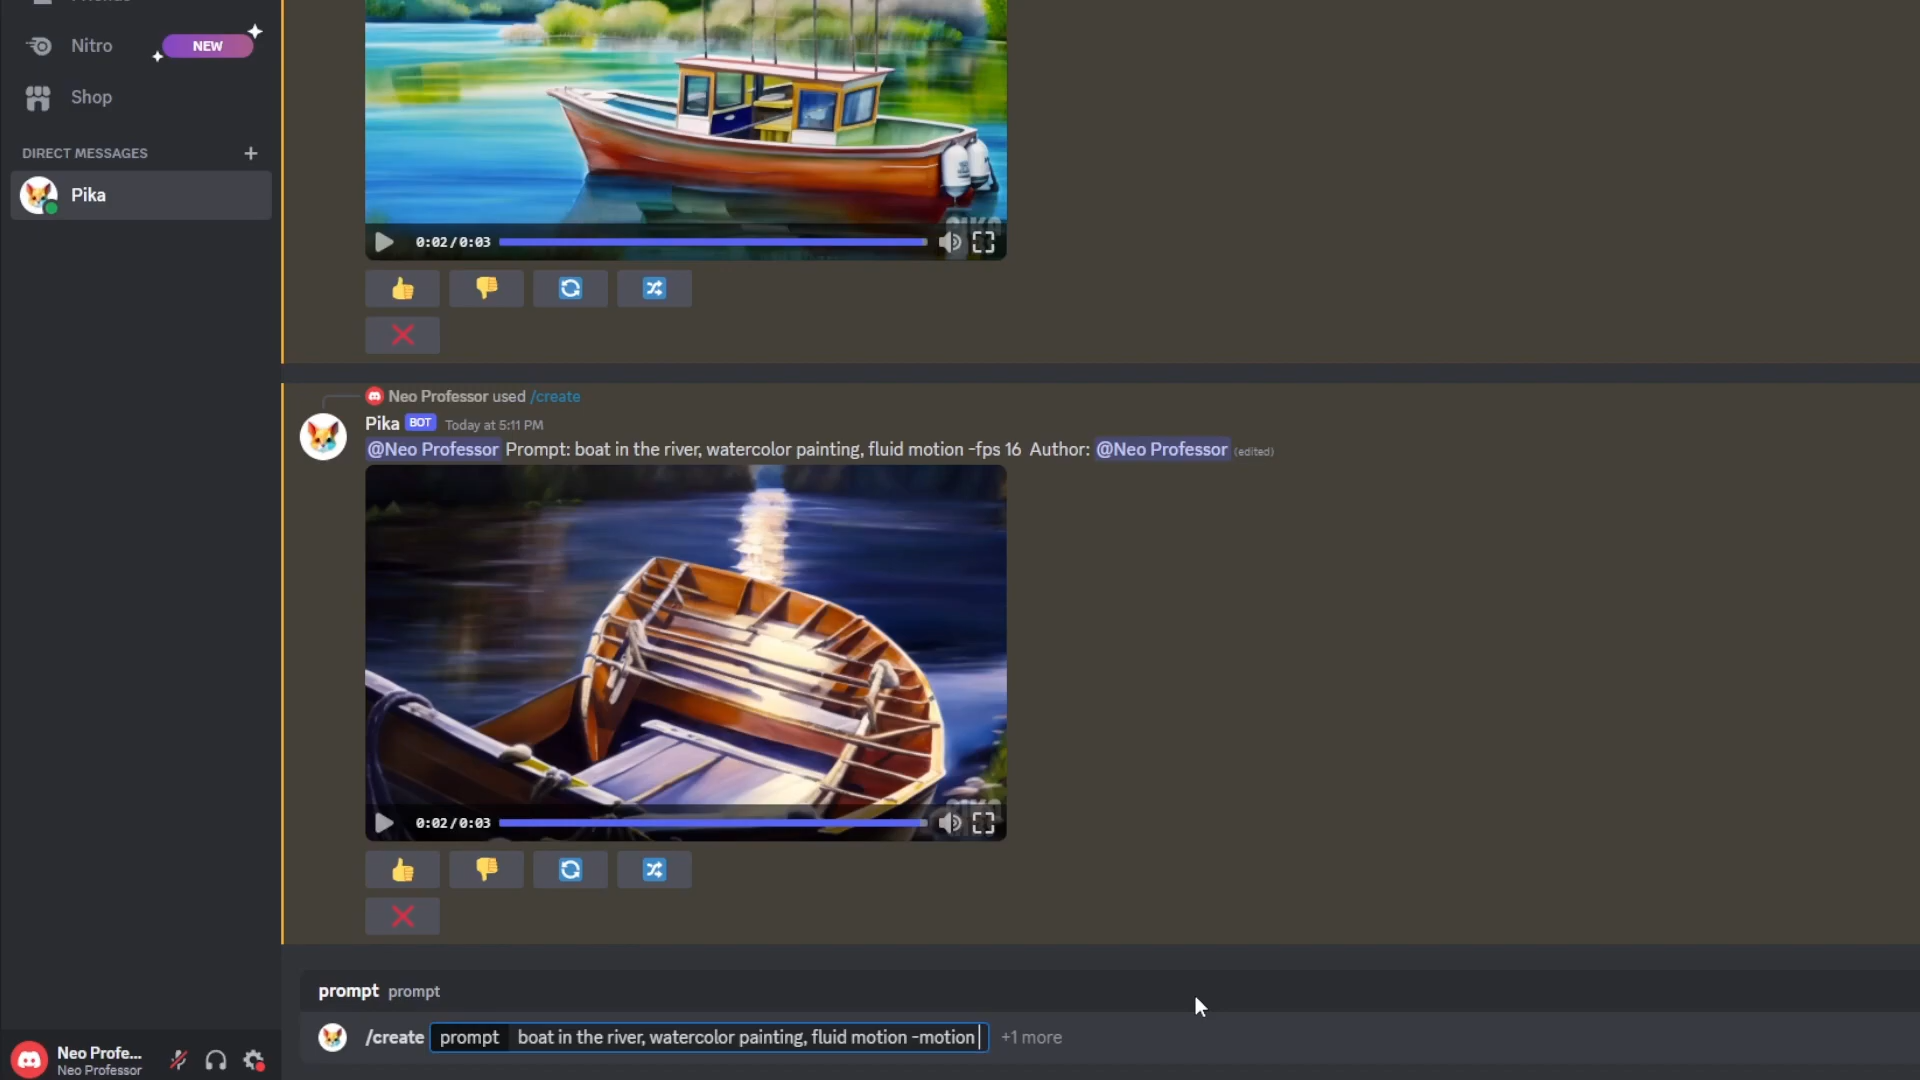 Friends
Nitro
NEW
Shop
DIRECT MESSAGES +
Pika
0:02/0:03
Neo Professor used /create
Pika BOT Today at 5:11 PM
@Neo Professor Prompt: boat in the river, watercolor painting, fluid motion -fps 16 Author: @Neo Professor (edited)
0:02/0:03
prompt prompt
/create prompt boat in the river, watercolor painting, fluid motion -motion +1 more
Neo Profe...
Neo Professor